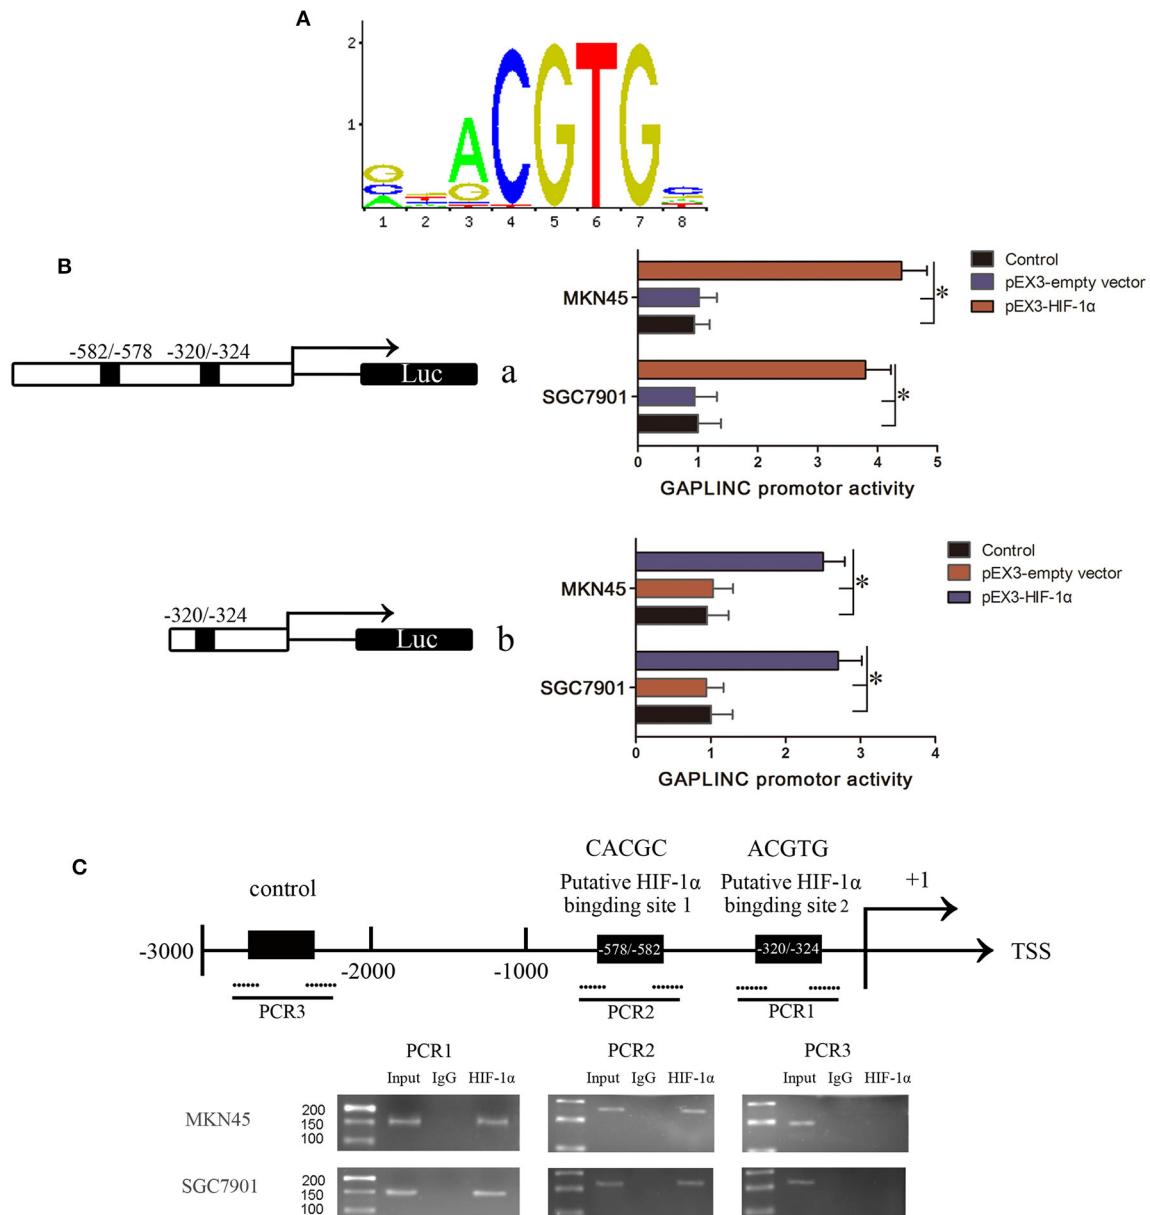 A
2
1
G
C
A
A
G
C
G
T
G
C
1 2 3 4 5 6 7 8
B
-582/-578 -320/-324
Luc
a
MKN45
SGC7901
0 1 2 3 4 5
GAPLINC promotor activity
*
*
Control
pEX3-empty vector
pEX3-HIF-1α
-320/-324
Luc
b
MKN45
SGC7901
0 1 2 3 4
GAPLINC promotor activity
*
*
Control
pEX3-empty vector
pEX3-HIF-1α
C
CACGC ACGTG
control
Putative HIF-1α bingding site 1
Putative HIF-1α bingding site 2
+1
-3000
-2000
-1000
-578/-582
-320/-324
TSS
PCR3 PCR2 PCR1
PCR1 PCR2 PCR3
Input IgG HIF-1α Input IgG HIF-1α Input IgG HIF-1α
MKN45
200
150
100
SGC7901
200
150
100